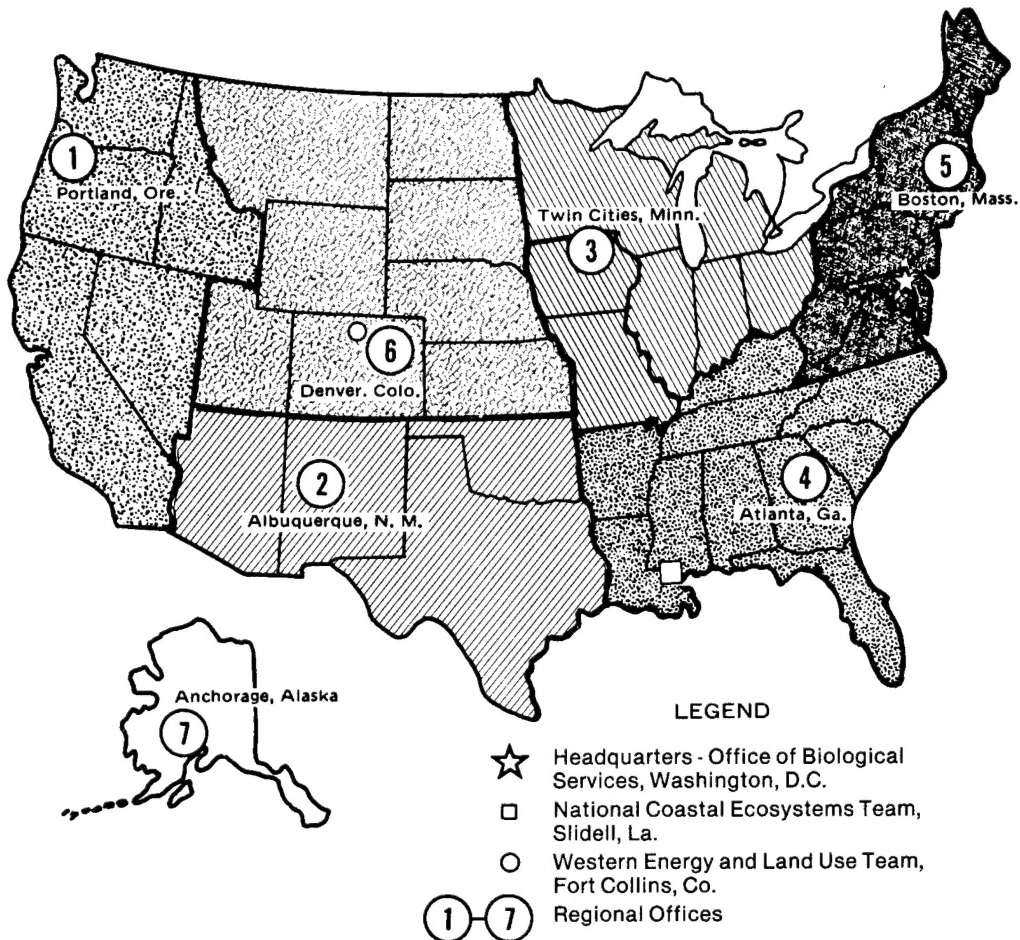 1
Portland, Ore.
5
Boston, Mass.
Twin Cities, Minn.
3
6
Denver. Colo.
2
Albuquerque, N. M.
4
Atlanta, Ga.
Anchorage, Alaska
7
LEGEND
Headquarters - Office of Biological
Services, Washington, D.C.
National Coastal Ecosystems Team,
Slidell, La.
Western Energy and Land Use Team,
Fort Collins, Co.
1 - 7 Regional Offices